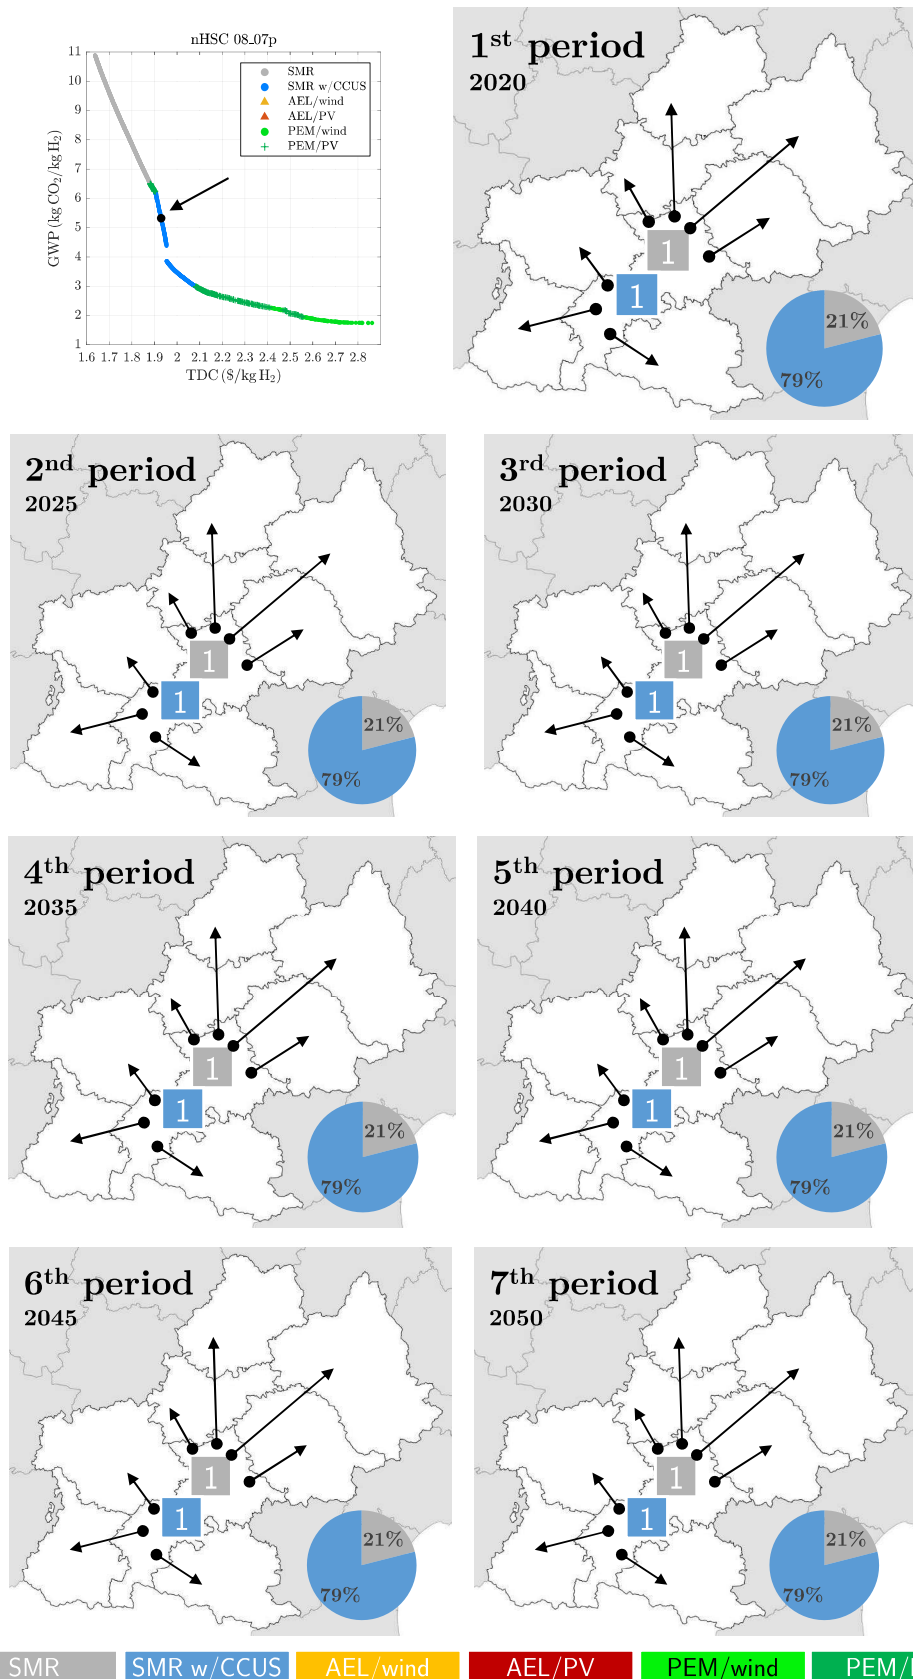 nHSC 08_07p
11
10
9
8
7
6
5
4
3
2
1
GWP (kg CO₂/kg H₂)
1.6 1.7 1.8 1.9 2 2.1 2.2 2.3 2.4 2.5 2.6 2.7 2.8
TDC ($/kg H₂)
SMR
SMR w/CCUS
AEL/wind
AEL/PV
PEM/wind
PEM/PV
1st period
2020
1
1
21%
79%
2nd period
2025
1
1
21%
79%
3rd period
2030
1
1
21%
79%
4th period
2035
1
1
21%
79%
5th period
2040
1
1
21%
79%
6th period
2045
1
1
21%
79%
7th period
2050
1
1
21%
79%
SMR SMR w/CCUS AEL/wind AEL/PV PEM/wind PEM/